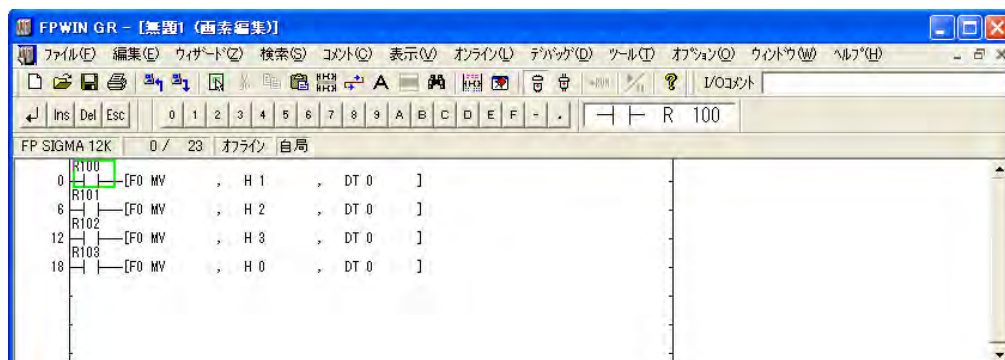 FPWIN GR - [無題1 (画素編集)]
ファイル(F) 編集(E) ウィザード(Z) 検索(S) コメント(C) 表示(V) オンライン(L) デバッグ(D) ツール(T) オプション(O) ウィンドウ(W) ヘルプ(H)
I/Oコメント
Ins Del Esc 0 1 2 3 4 5 6 7 8 9 A B C D E F - . R 100
FP SIGMA 12K 0 / 23 オフライン 自局
R100
0 [F0 MV , H 1 , DT 0 ]
R101
6 [F0 MV , H 2 , DT 0 ]
R102
12 [F0 MV , H 3 , DT 0 ]
R103
18 [F0 MV , H 0 , DT 0 ]